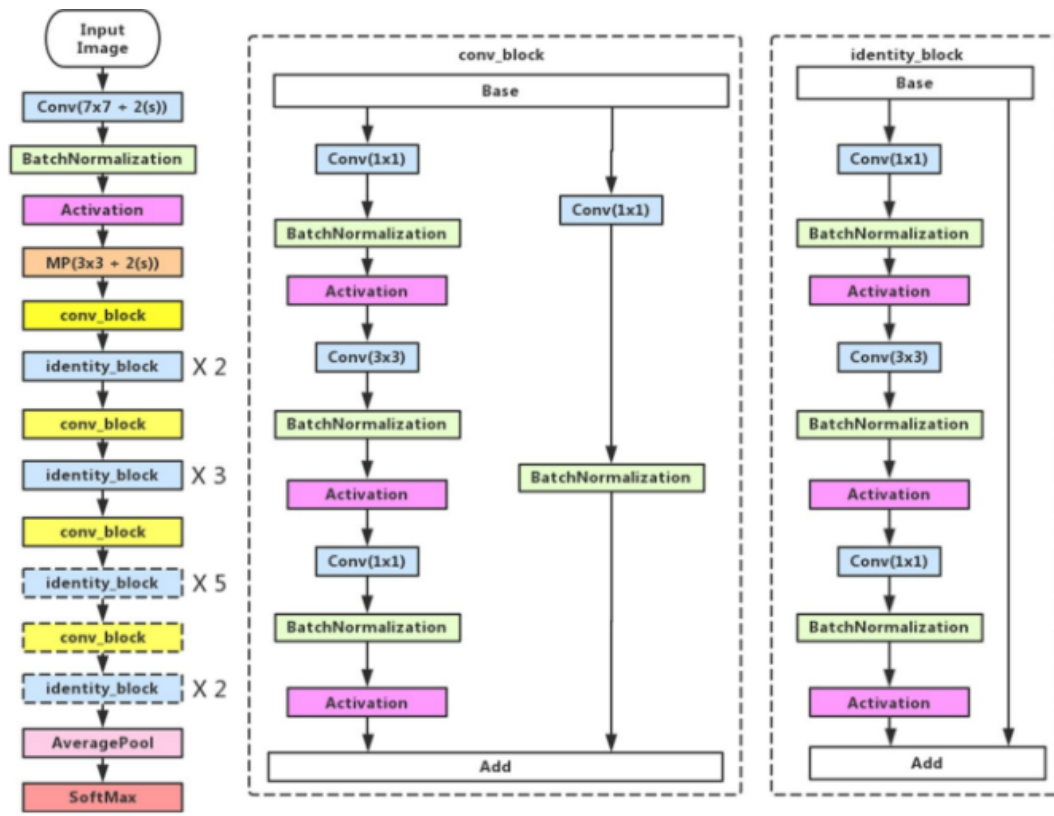 Input
Image
Conv(7x7 + 2(s))
BatchNormalization
Activation
MP(3x3 + 2(s))
conv_block
identity_block X 2
conv_block
identity_block X 3
conv_block
identity_block X 5
conv_block
identity_block X 2
AveragePool
SoftMax
conv_block
Base
Conv(1x1)
BatchNormalization
Activation
Conv(3x3)
BatchNormalization
Activation
Conv(1x1)
BatchNormalization
Activation
Conv(1x1)
BatchNormalization
Add
identity_block
Base
Conv(1x1)
BatchNormalization
Activation
Conv(3x3)
BatchNormalization
Activation
Conv(1x1)
BatchNormalization
Activation
Add